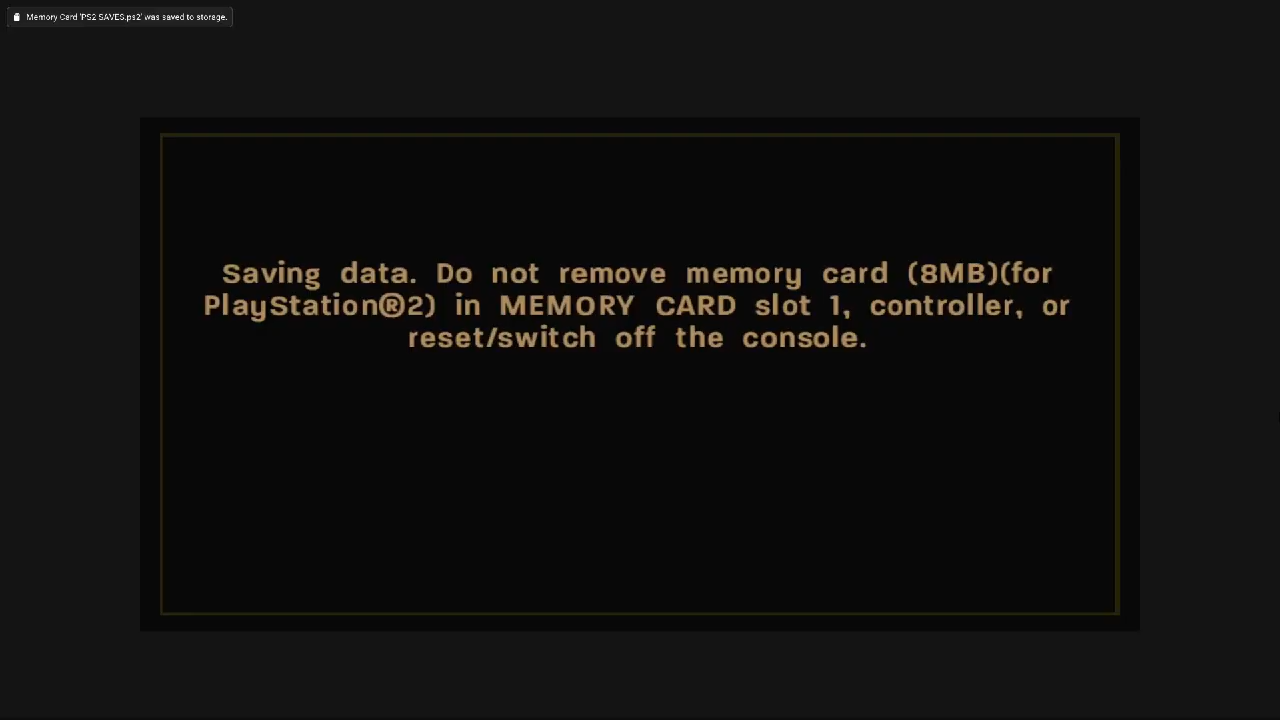 Memory Card 'PS2 SAVES.ps2' was saved to storage.
Saving data. Do not remove memory card (8MB)(for
PlayStation®2) in MEMORY CARD slot 1, controller, or
reset/switch off the console.